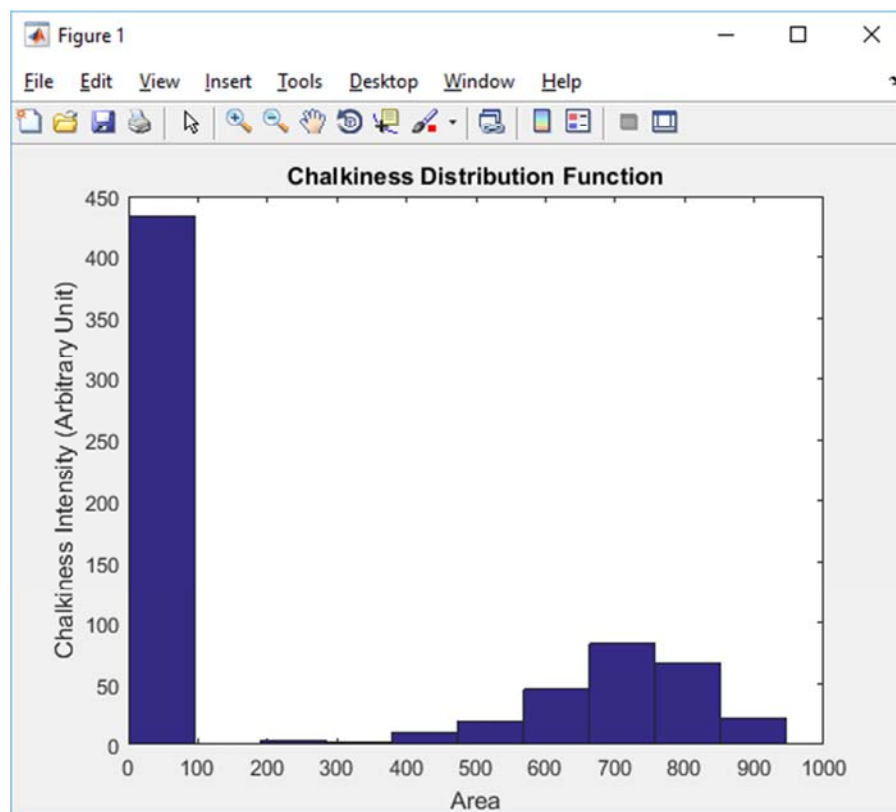 Figure 1
File Edit View Insert Tools Desktop Window Help
Chalkiness Distribution Function
Chalkiness Intensity (Arbitrary Unit)
450
400
350
300
250
200
150
100
50
0
0 100 200 300 400 500 600 700 800 900 1000
Area